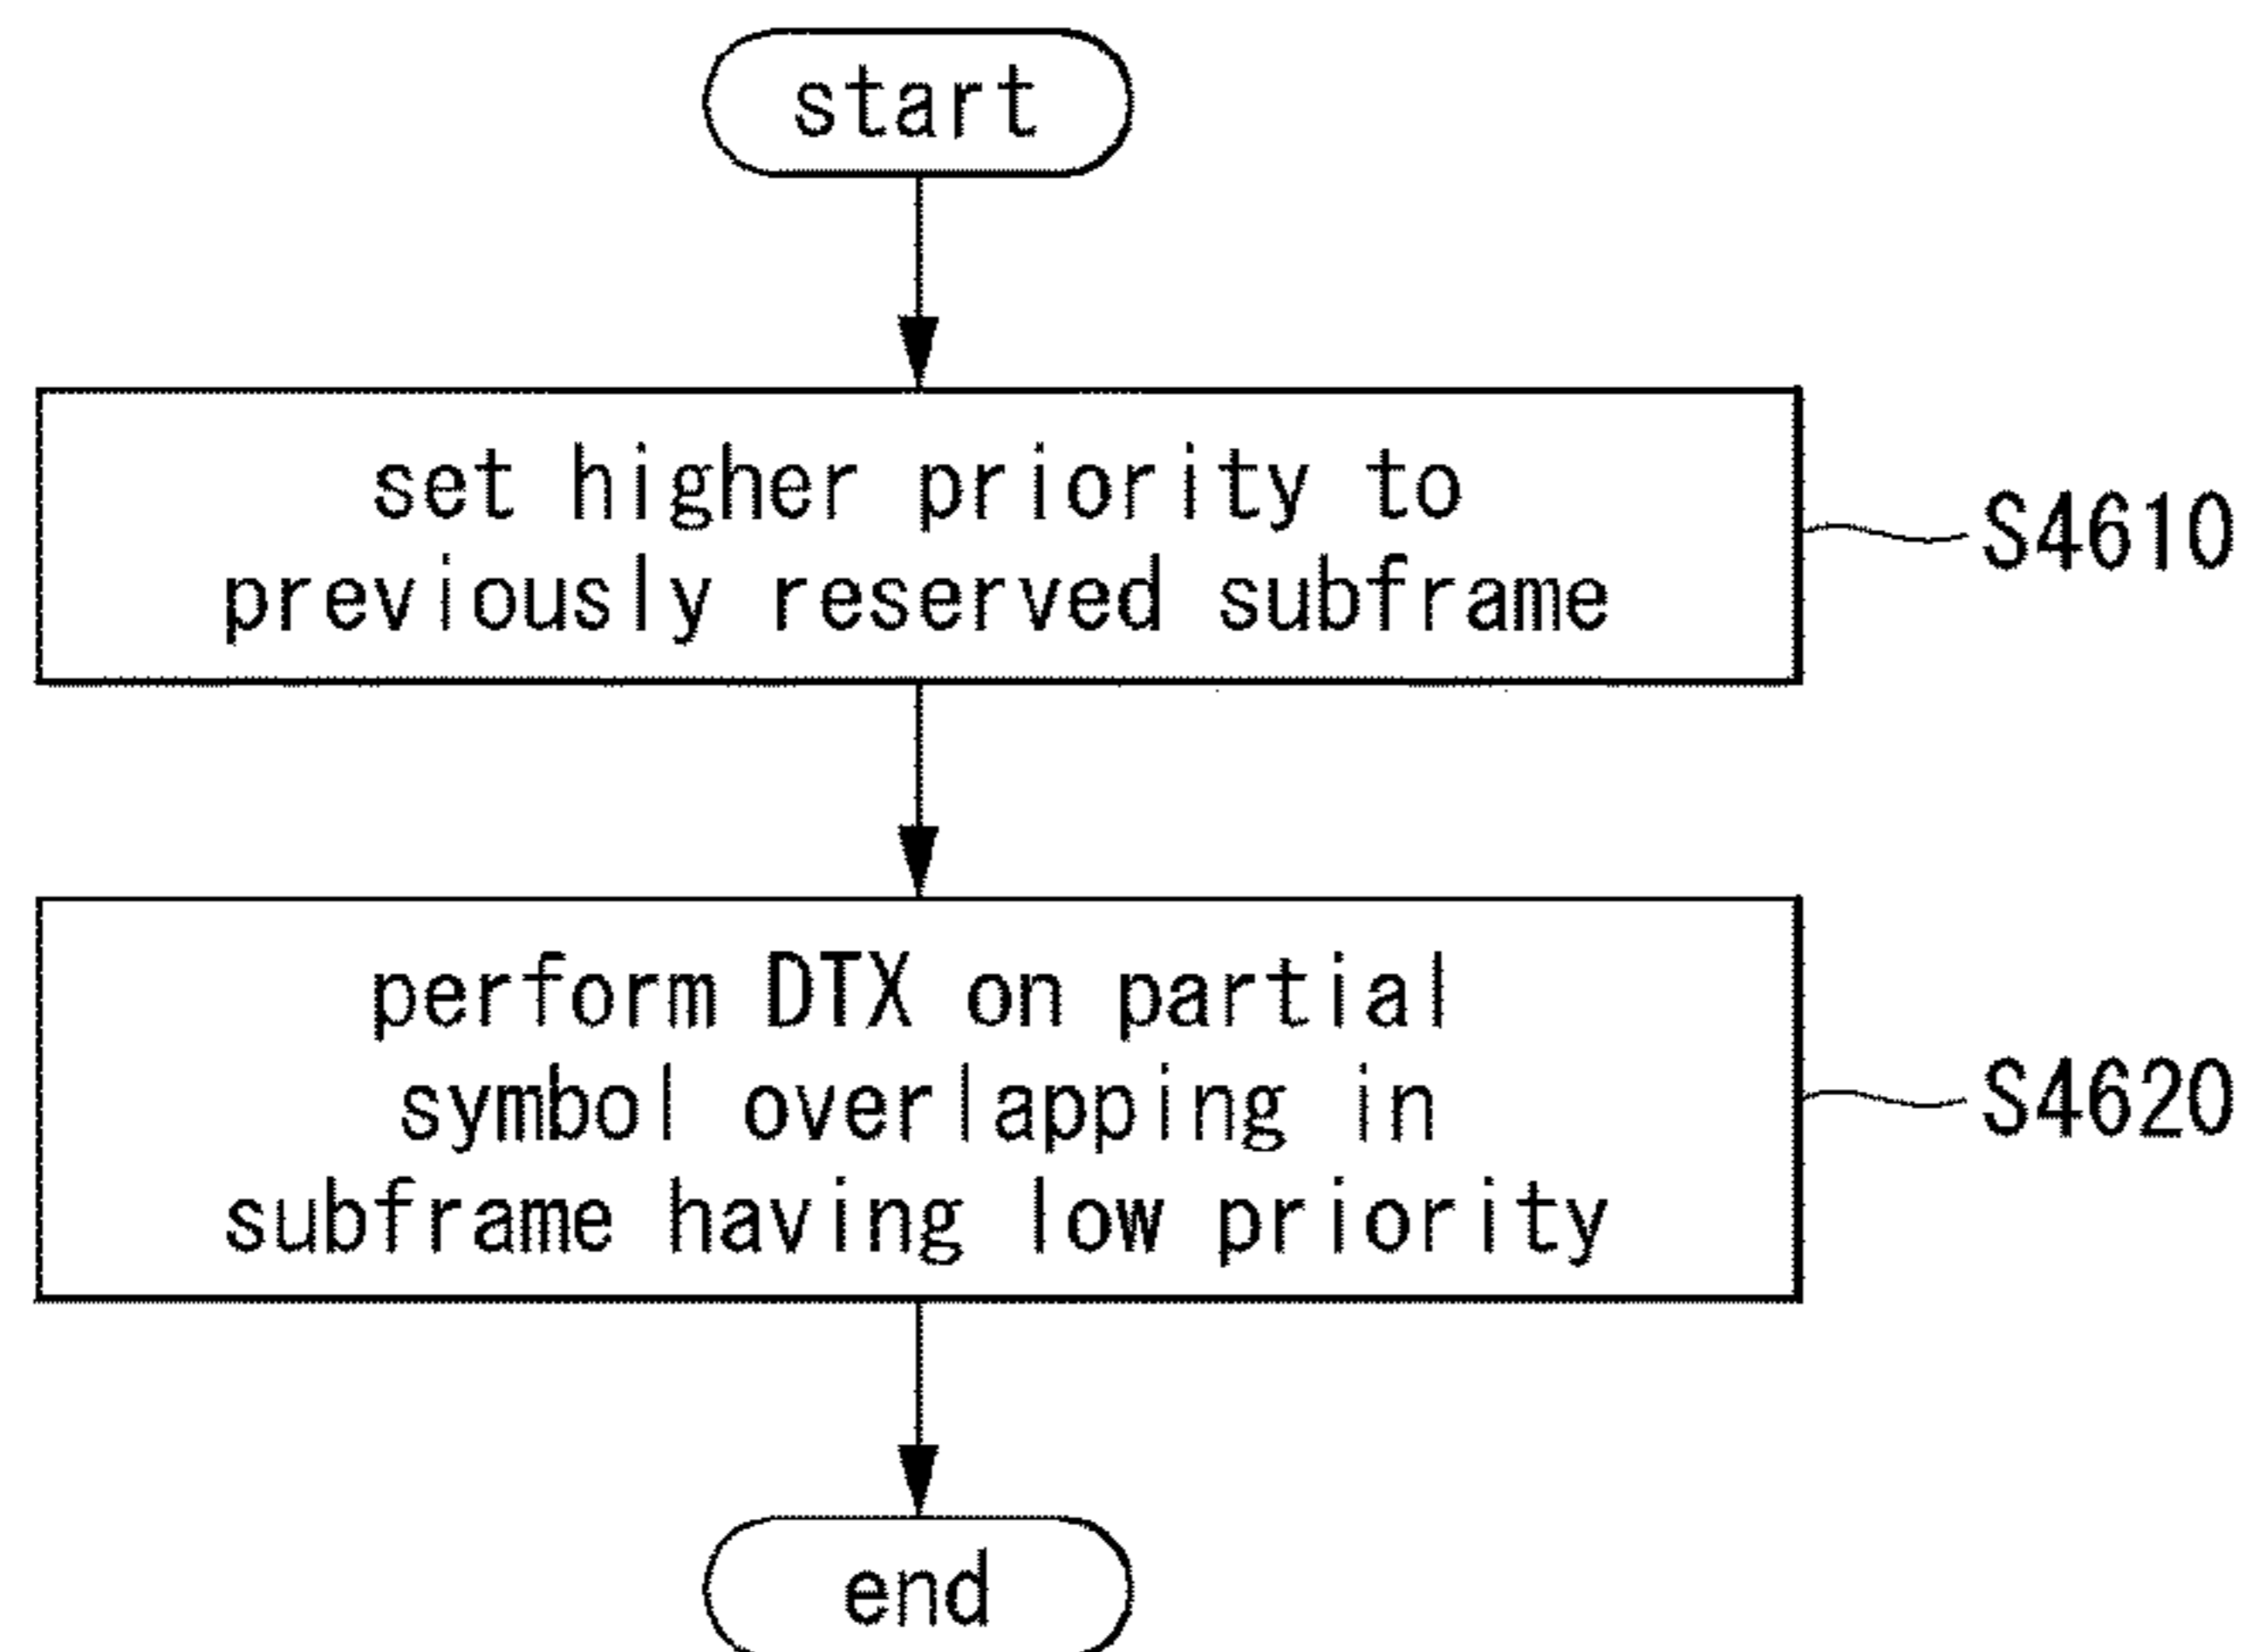 start
set higher priority to
previously reserved subframe
S4610
perform DTX on partial
symbol overlapping in
subframe having low priority
S4620
end